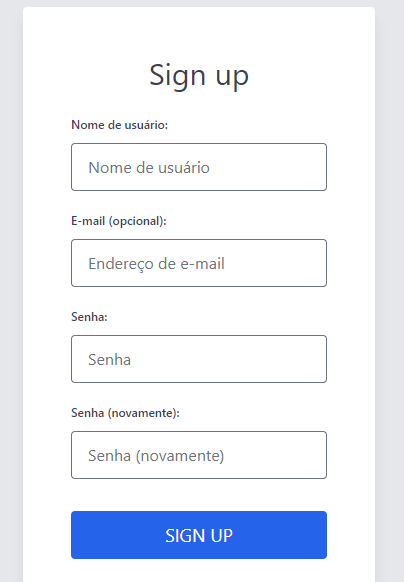 Sign up
Nome de usuário:
Nome de usuário
E-mail (opcional):
Endereço de e-mail
Senha:
Senha
Senha (novamente):
Senha (novamente)
SIGN UP